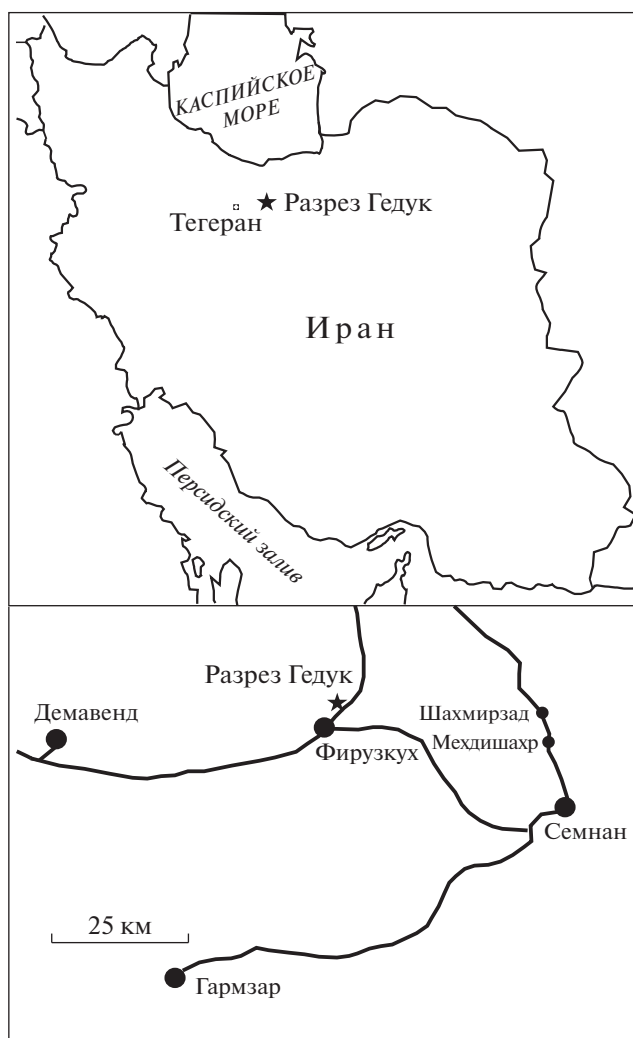 КАСПИЙСКОЕ
МОРЕ
Разрез Гедук
Тегеран
Иран
Персидский залив
Разрез Гедук
Демавенд
Шахмирзад
Мехдишахр
Фирузкух
Семнан
25 км
Гармзар